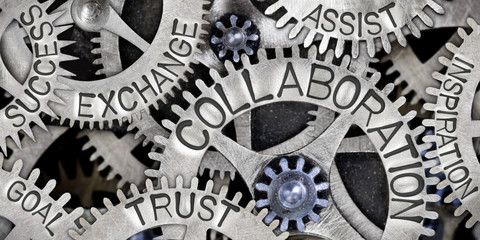 SUCCESS
EXCHANGE
ASSIST
COLLABORATION
INSPIRATION
GOAL
TRUST